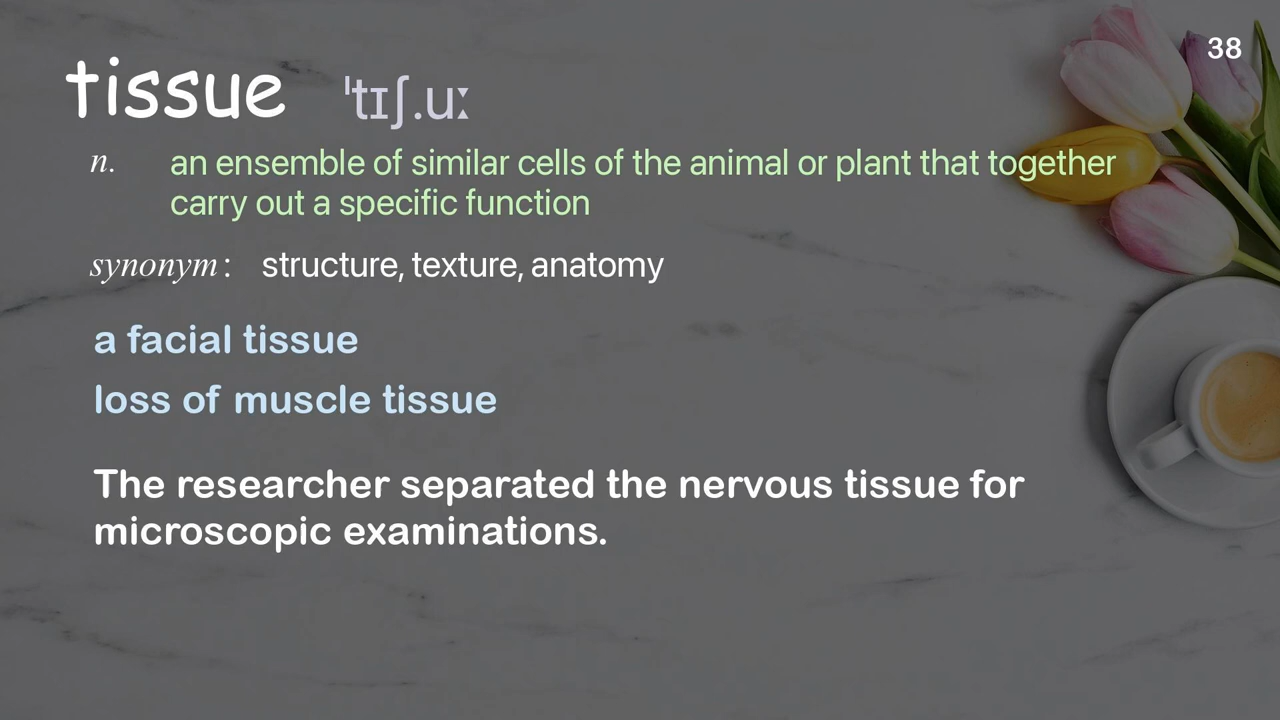 38
tissue ˈtɪʃ.uː
n. an ensemble of similar cells of the animal or plant that together
carry out a specific function
synonym: structure, texture, anatomy
a facial tissue
loss of muscle tissue
The researcher separated the nervous tissue for
microscopic examinations.